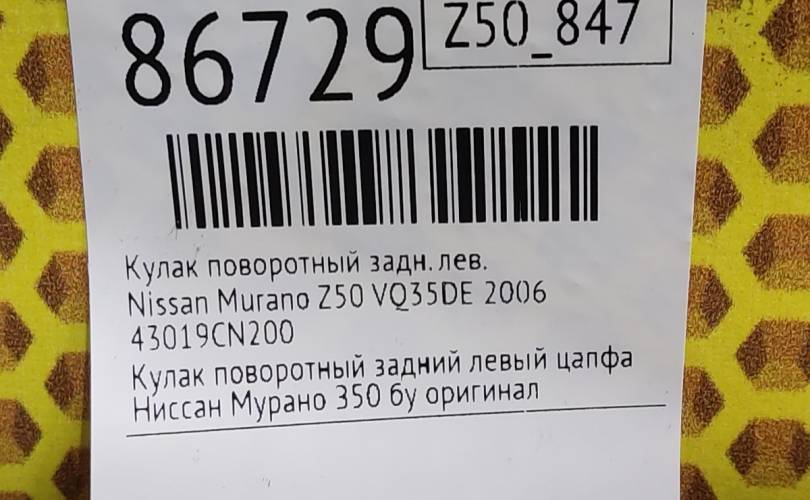 86729
Z50_847
Кулак поворотный задн. лев.
Nissan Murano Z50 VQ35DE 2006
43019CN200
Кулак поворотный задний левый цапфа
Ниссан Мурано З50 бу оригинал